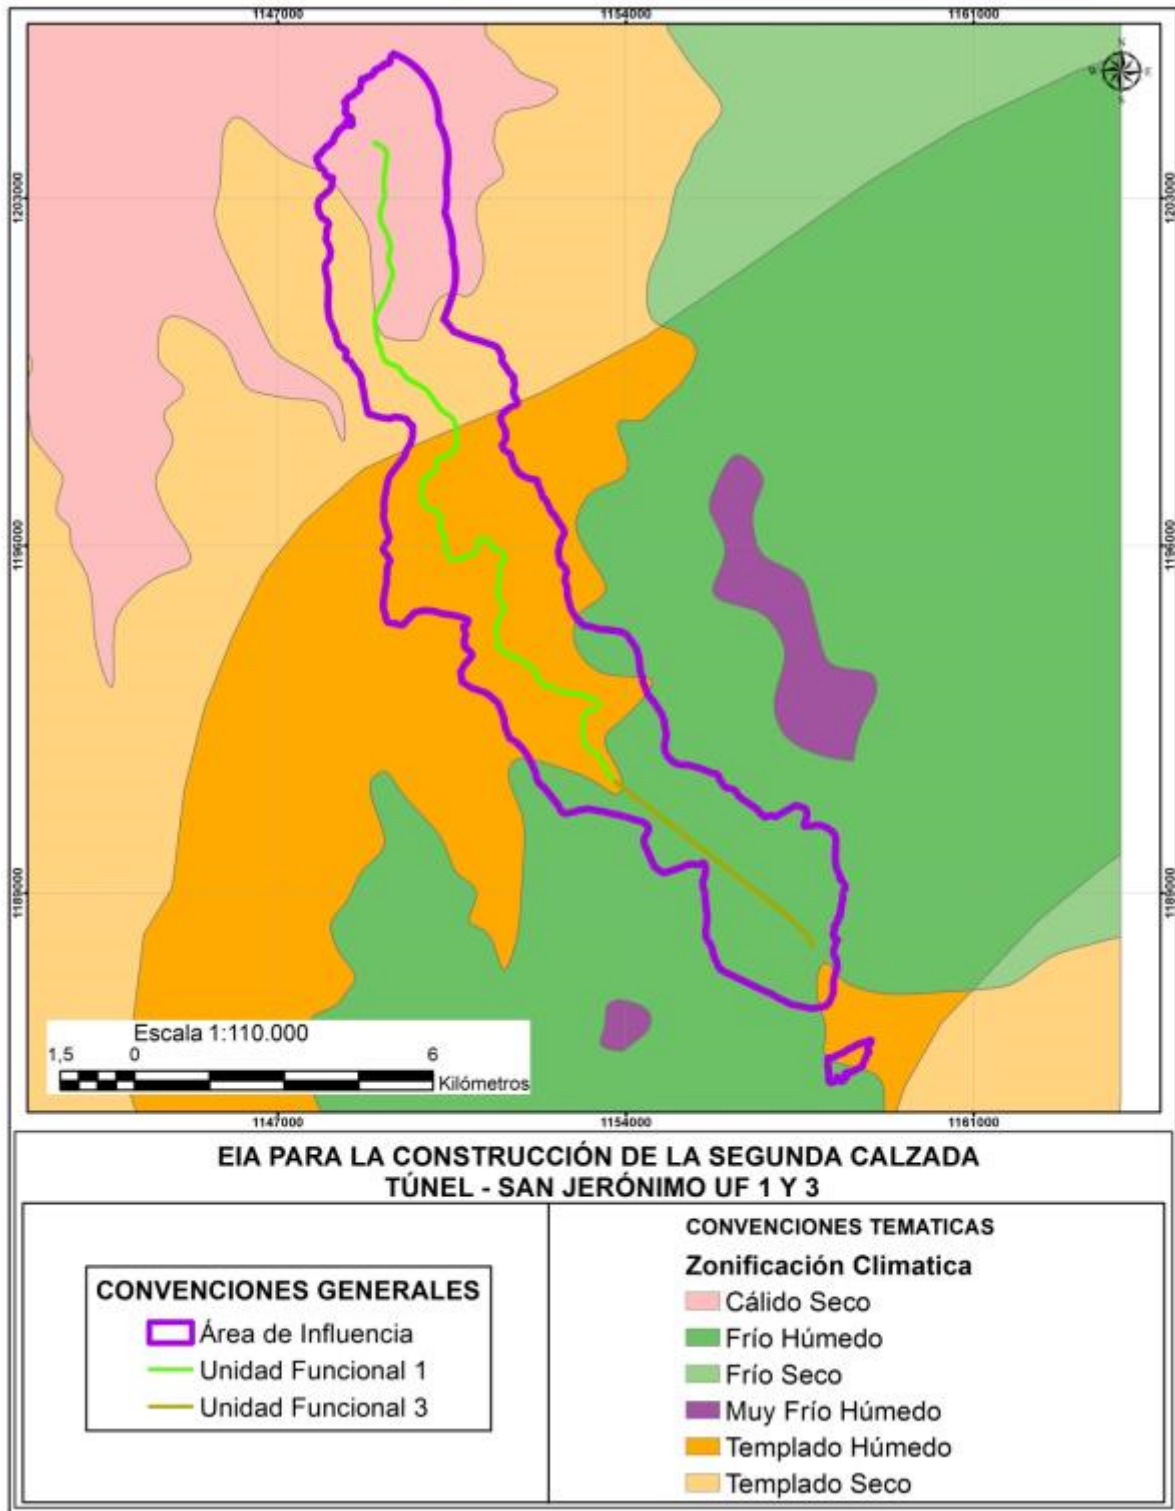 1147000 1154000 1161000
N
O E
S
1203000 1203000
1196000 1196000
1189000 1189000
Escala 1:110.000
1,5 0 6
Kilómetros
1147000 1154000 1161000
EIA PARA LA CONSTRUCCIÓN DE LA SEGUNDA CALZADA
TÚNEL - SAN JERÓNIMO UF 1 Y 3
CONVENCIONES GENERALES
Área de Influencia
Unidad Funcional 1
Unidad Funcional 3
CONVENCIONES TEMATICAS
Zonificación Climatica
Cálido Seco
Frío Húmedo
Frío Seco
Muy Frío Húmedo
Templado Húmedo
Templado Seco